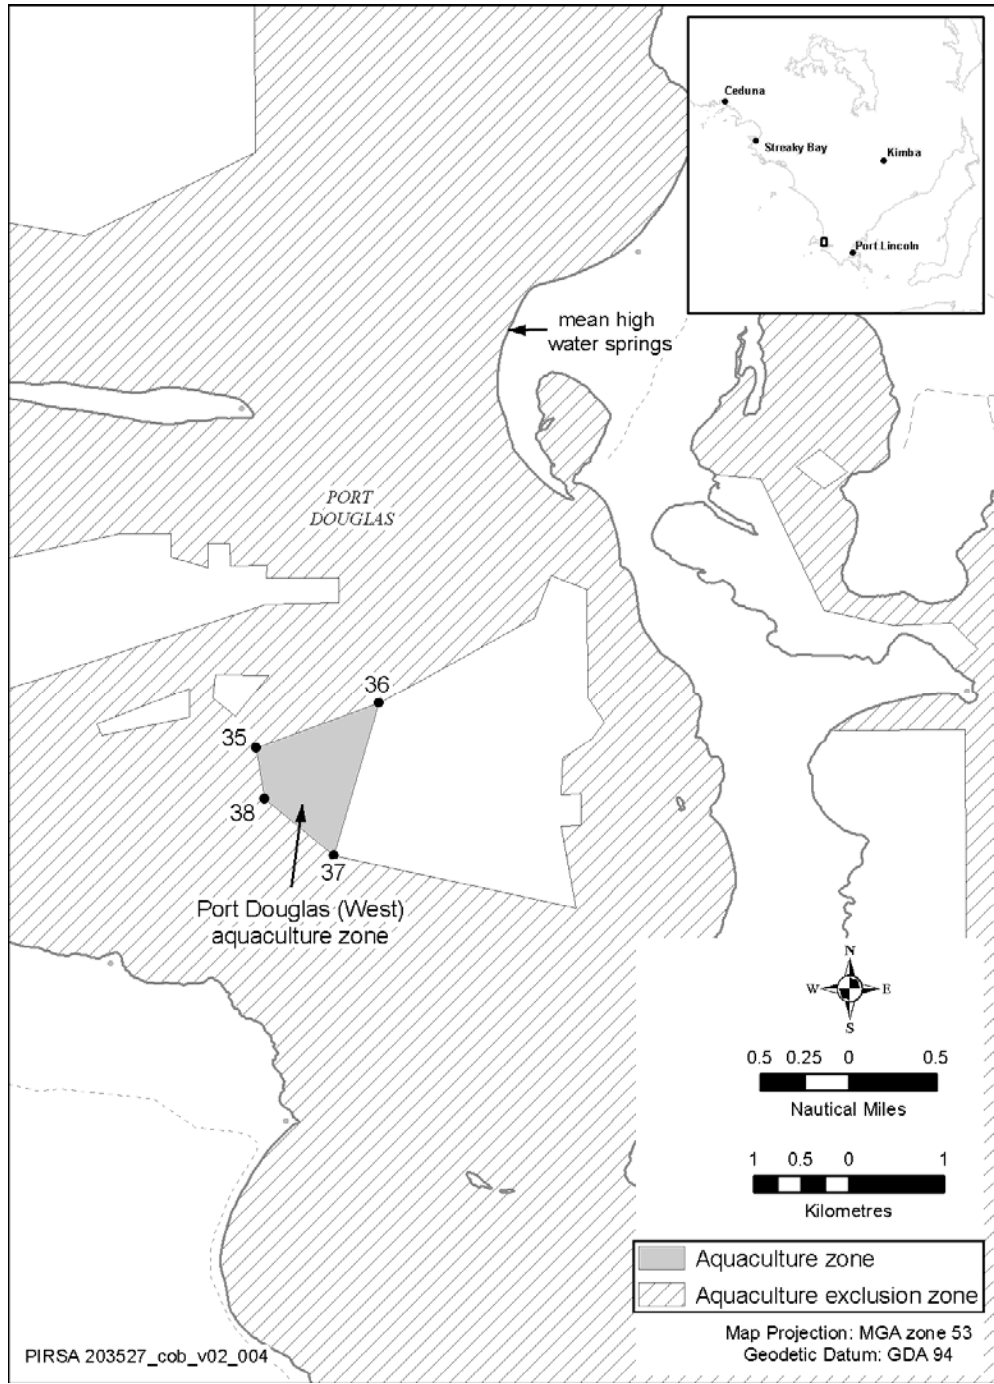 Ceduna
Streaky Bay
Kimba
Port Lincoln
mean high
water springs
PORT
DOUGLAS
36
35
38
37
Port Douglas (West)
aquaculture zone
N
W E
S
0.5 0.25 0 0.5
Nautical Miles
1 0.5 0 1
Kilometres
Aquaculture zone
Aquaculture exclusion zone
Map Projection: MGA zone 53
Geodetic Datum: GDA 94
PIRSA 203527_cob_v02_004